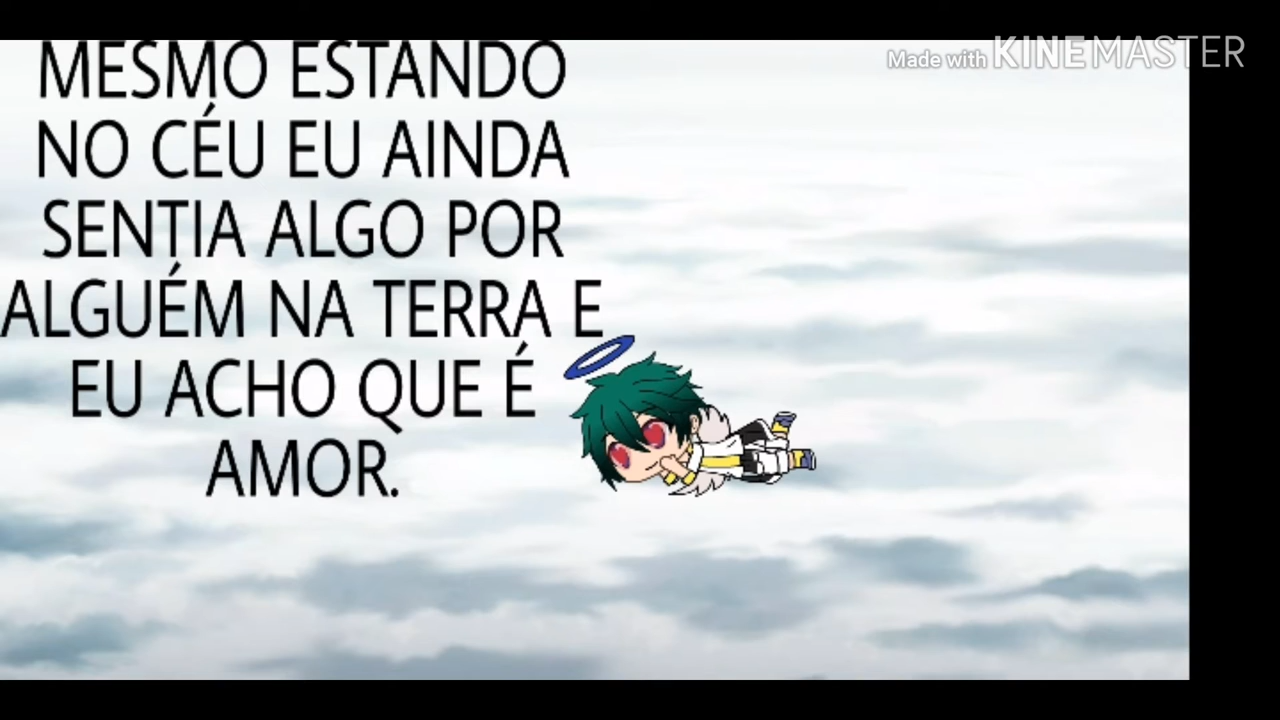 Made with KINEMASTER
MESMO ESTANDO
NO CÉU EU AINDA
SENTIA ALGO POR
ALGUÉM NA TERRA E
EU ACHO QUE É
AMOR.